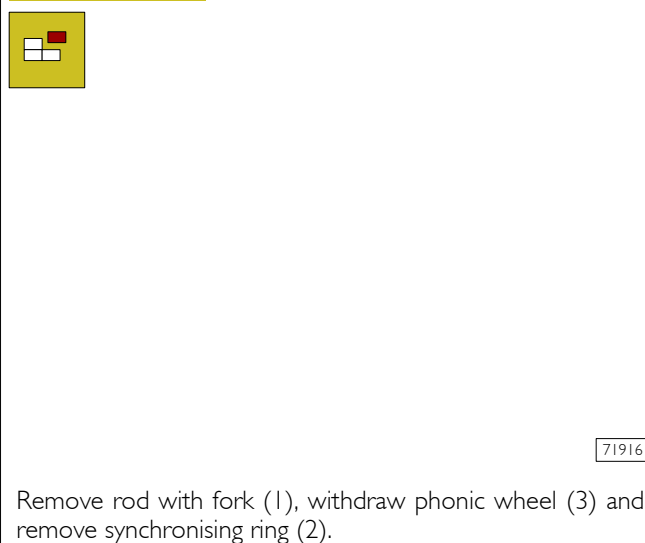 71916
Remove rod with fork (1), withdraw phonic wheel (3) and
remove synchronising ring (2).